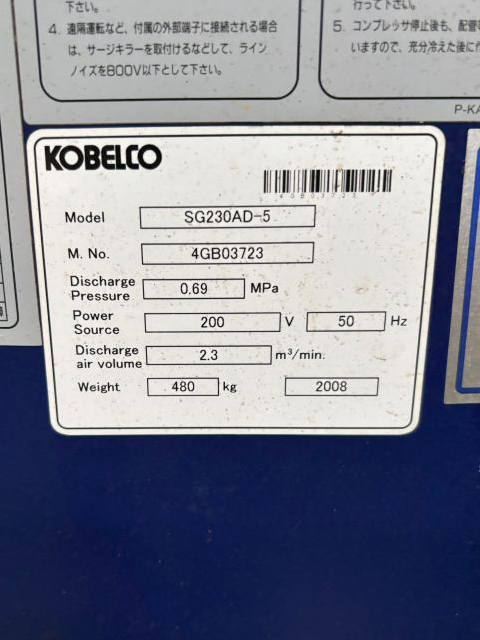 下さい。
4. 遠隔運転など、付属の外部端子に接続される場合
は、サージキラーを取付けるなどして、ライン
ノイズを800V以下として下さい。
行って下さい。
5. コンプレッサ停止後も、配管
いますので、充分冷えた後に
P-KA
KOBELCO
4GB03723
Model SG230AD-5
M. No. 4GB03723
Discharge
Pressure 0.69 MPa
Power
Source 200 V 50 Hz
Discharge
air volume 2.3 m³/min.
Weight 480 kg 2008